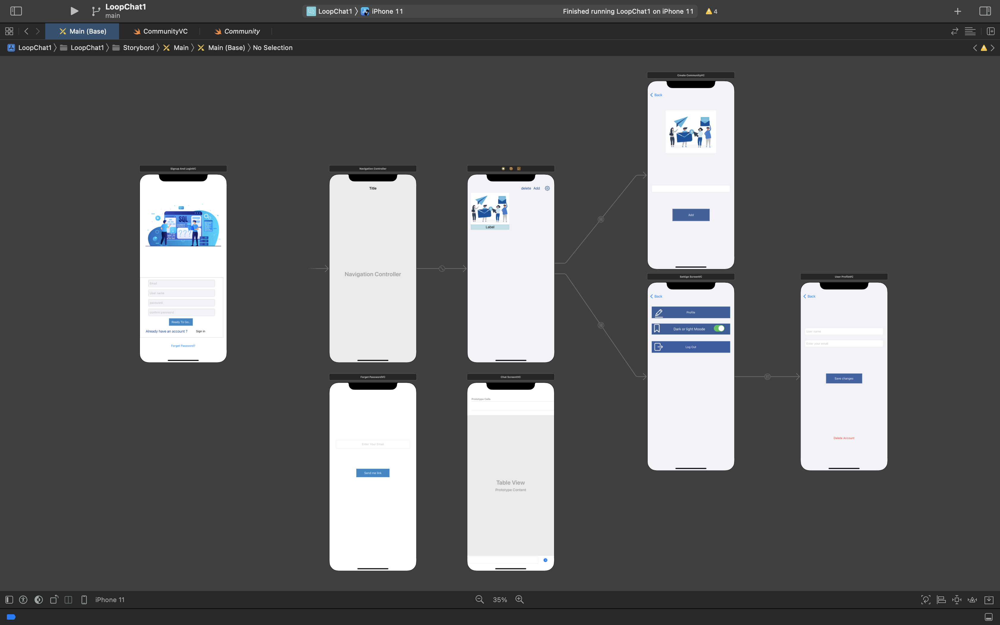 LoopChat1
main
LoopChat1 iPhone 11
Finished running LoopChat1 on iPhone 11
4
Main (Base)
CommunityVC
Community
LoopChat1 LoopChat1 Storybord Main Main (Base) No Selection
Create CommunityVC
Back
Add
Signup And LoginVC
SQL
???
Email
User name
password
confirm password
Ready To Go..
Already have an account ? Sign in
Forget Password?
Navigation Controller
Title
Navigation Controller
delete Add
Label
Settign ScreenVC
Back
Profile
Dark or light Moode
Log Out
User ProfileVC
Back
User name
Enter your email
Save changes
Delete Account
Forget PasswordVC
Enter Your Email
Send me link
Chat ScreentVC
Prototype Cells
Table View
Prototype Content
iPhone 11
35%